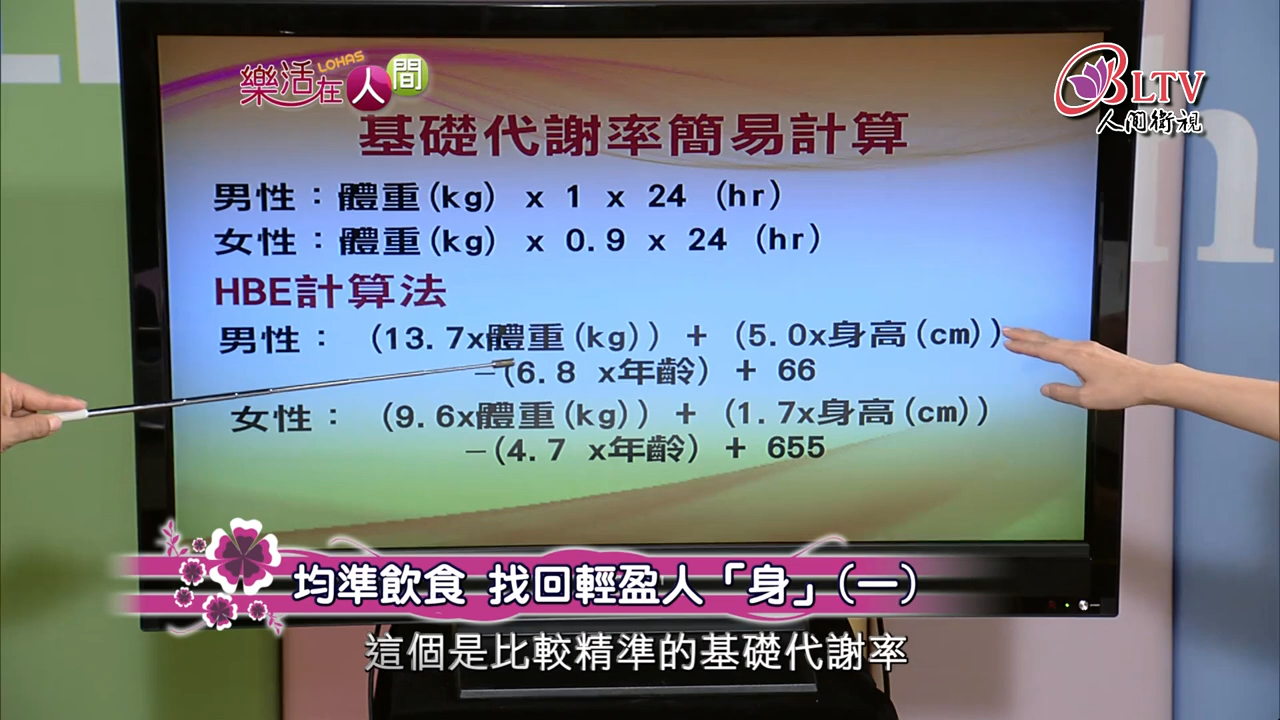 樂活在人間
LOHAS
BLTV
人間衛視
基礎代謝率簡易計算
男性：體重(kg) x 1 x 24 (hr)
女性：體重(kg) x 0.9 x 24 (hr)
HBE計算法
男性： (13.7x體重(kg)) + (5.0x身高(cm))
－(6.8 x年齡) + 66
女性： (9.6x體重(kg)) + (1.7x身高(cm))
－(4.7 x年齡) + 655
均準飲食 找回輕盈人「身」(一)
這個是比較精準的基礎代謝率